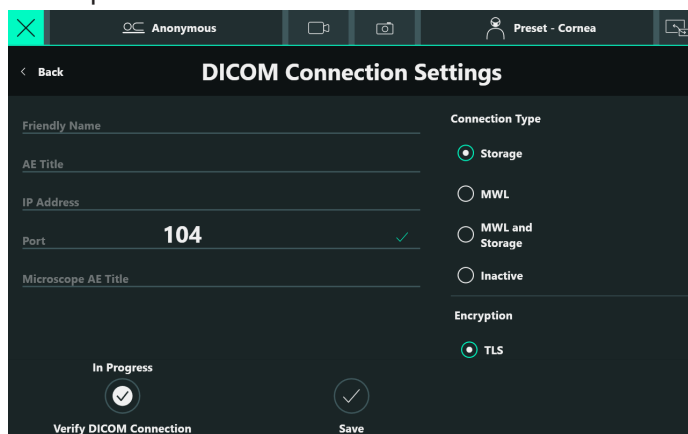 Anonymous
Preset - Cornea
Back
DICOM Connection Settings
Friendly Name
AE Title
IP Address
Port 104
Microscope AE Title
Connection Type
Storage
MWL
MWL and
Storage
Inactive
Encryption
TLS
In Progress
Verify DICOM Connection
Save